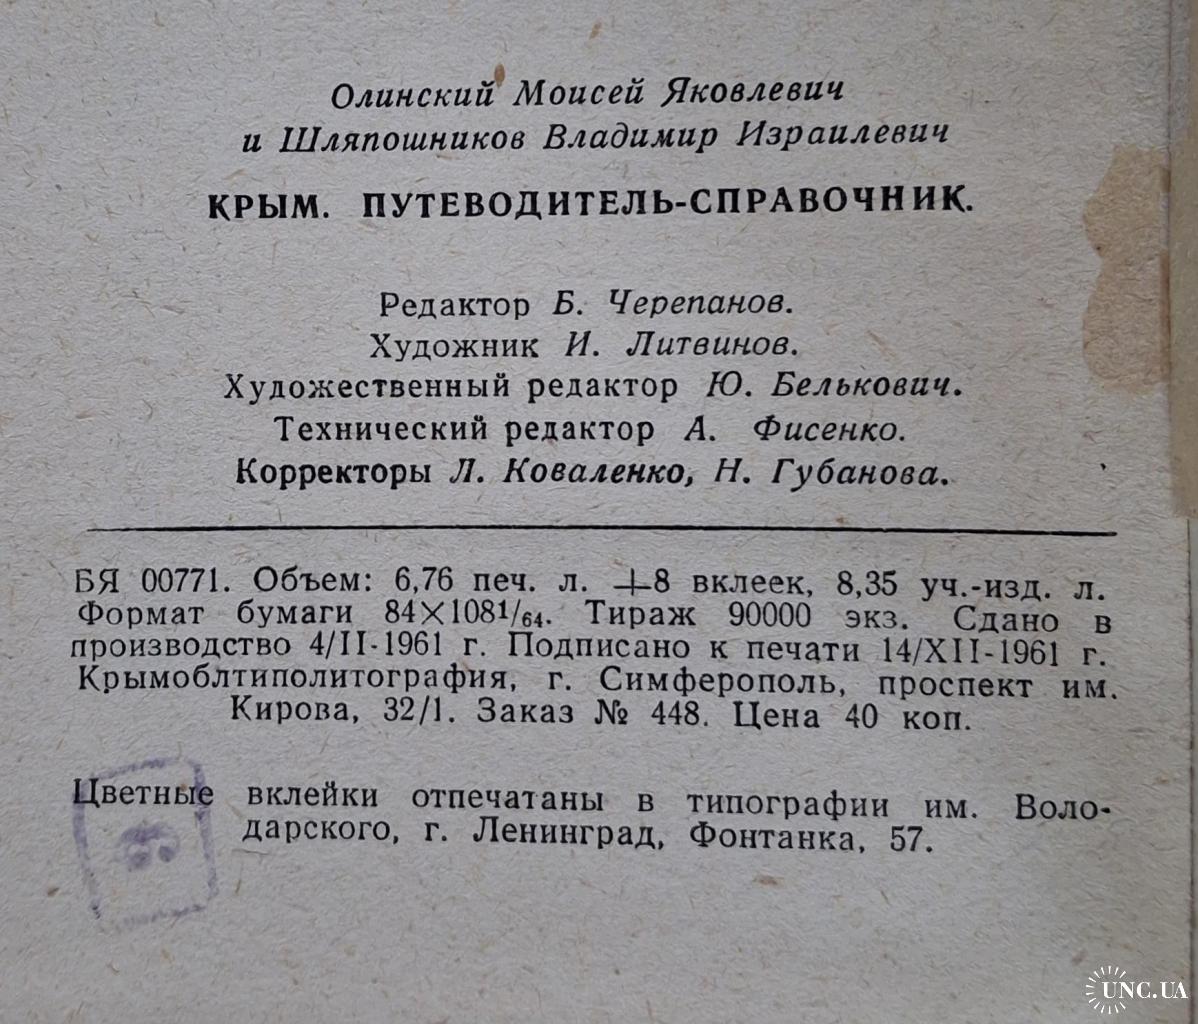 Олинский Моисей Яковлевич
и Шляпошников Владимир Израилевич
КРЫМ. ПУТЕВОДИТЕЛЬ-СПРАВОЧНИК.
Редактор Б. Черепанов.
Художник И. Литвинов.
Художественный редактор Ю. Белькович.
Технический редактор А. Фисенко.
Корректоры Л. Коваленко, Н. Губанова.
БЯ 00771. Объем: 6,76 печ. л. +8 вклеек, 8,35 уч.-изд. л.
Формат бумаги 84×108¹/₆₄. Тираж 90000 экз. Сдано в
производство 4/II-1961 г. Подписано к печати 14/XII-1961 г.
Крымоблтиполитография, г. Симферополь, проспект им.
Кирова, 32/1. Заказ № 448. Цена 40 коп.
Цветные вклейки отпечатаны в типографии им. Воло-
дарского, г. Ленинград, Фонтанка, 57.
UNC.UA